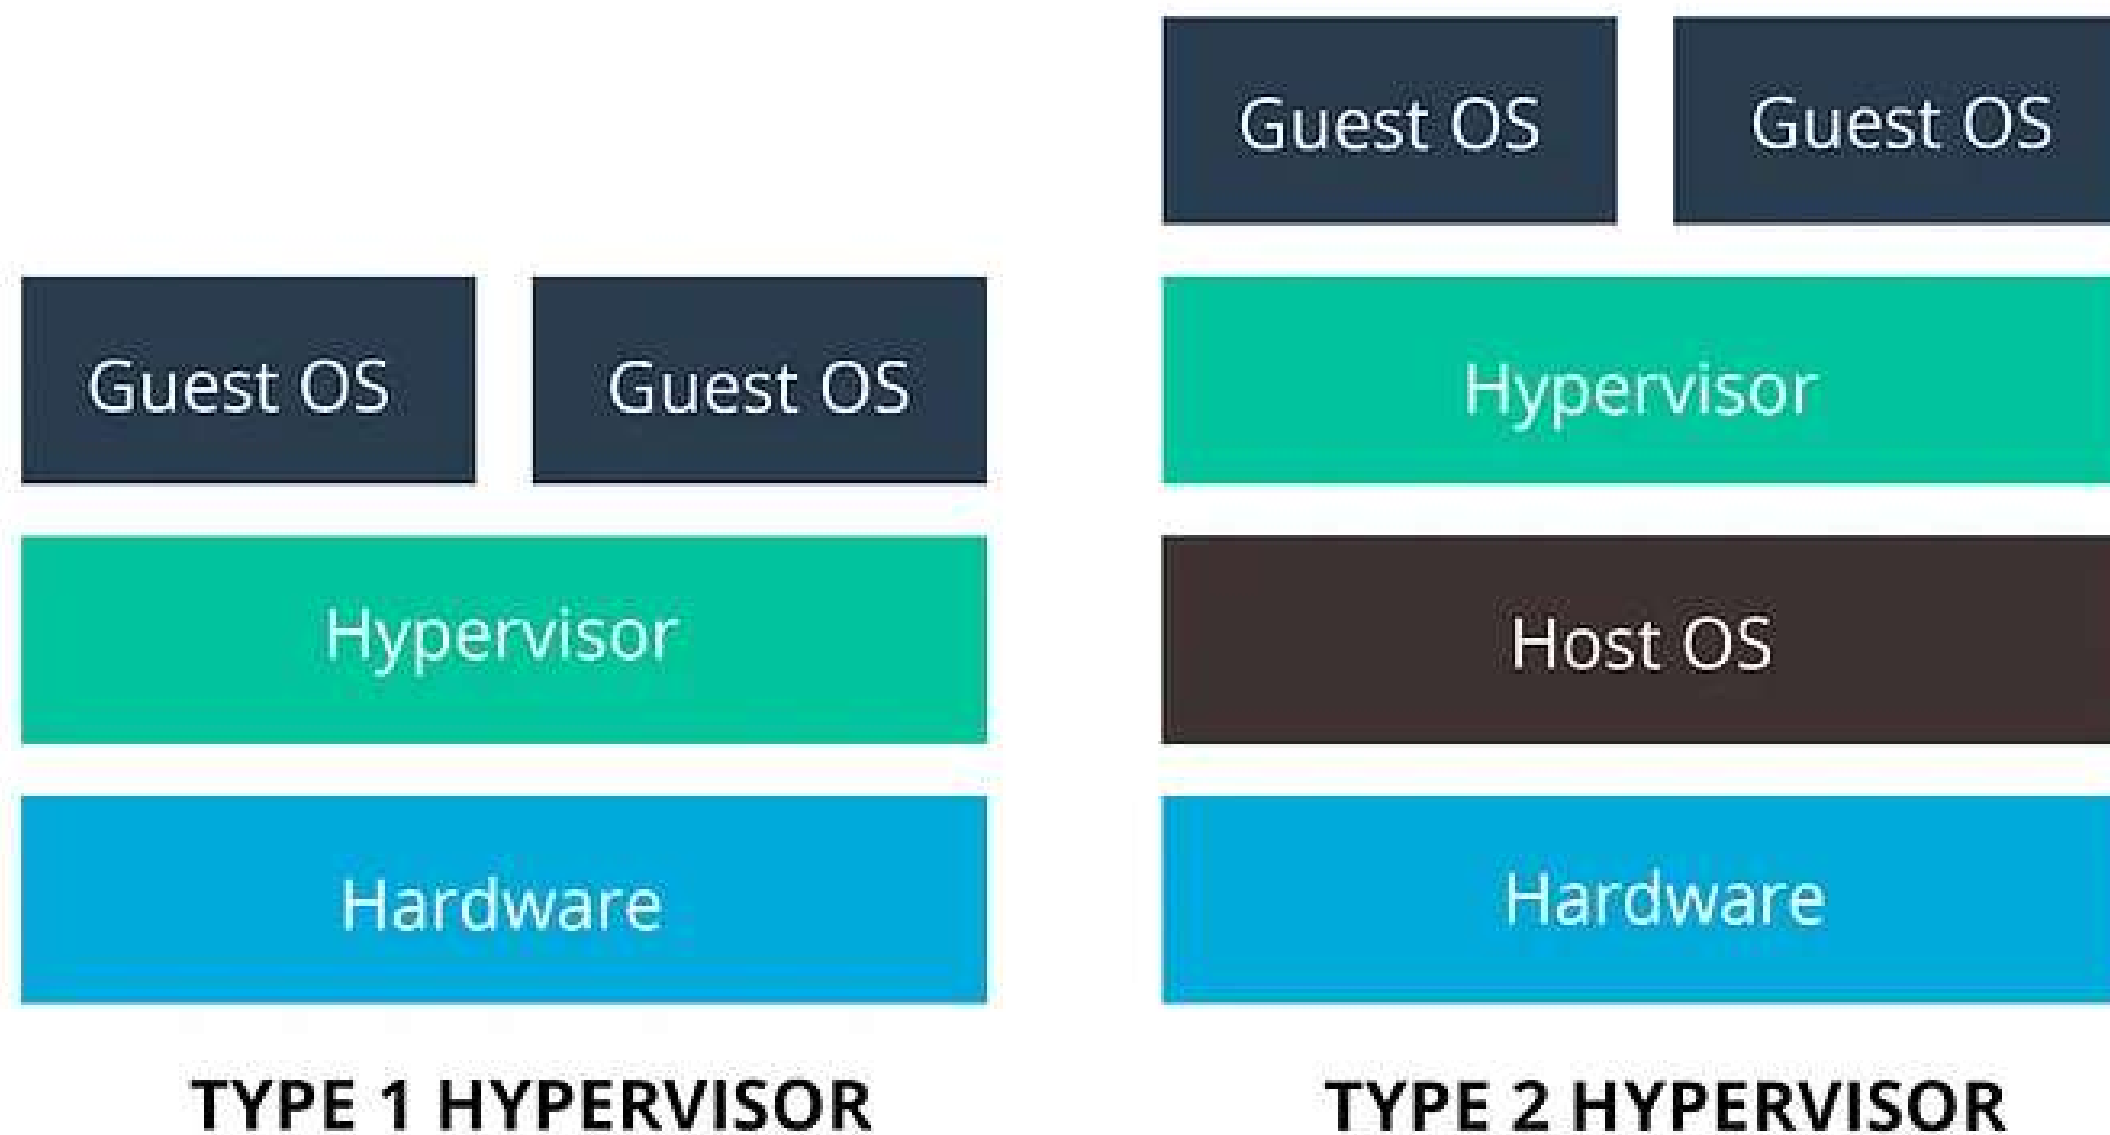 Guest OS
Guest OS
Hypervisor
Hardware
TYPE 1 HYPERVISOR
Guest OS
Guest OS
Hypervisor
Host OS
Hardware
TYPE 2 HYPERVISOR